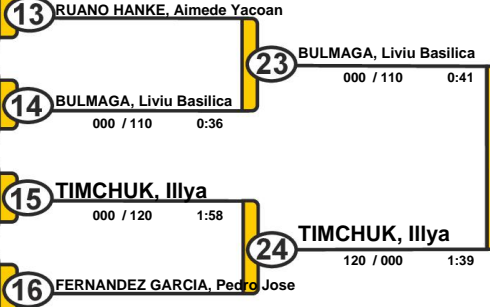 13 RUANO HANKE, Aimede Yacoan
23 BULMAGA, Liviu Basilica
000 / 110 0:41
14 BULMAGA, Liviu Basilica
000 / 110 0:36
15 TIMCHUK, Illya
000 / 120 1:58
24 TIMCHUK, Illya
120 / 000 1:39
16 FERNANDEZ GARCIA, Pedro Jose